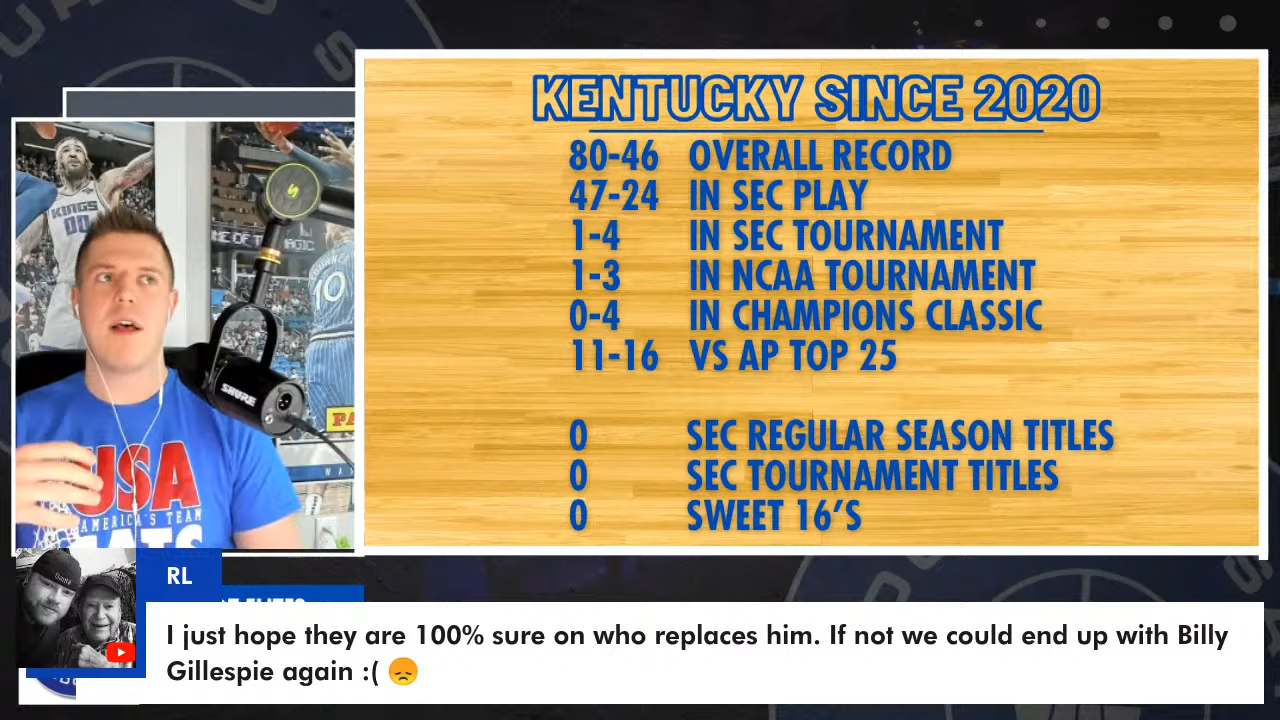 KENTUCKY SINCE 2020
80-46 OVERALL RECORD
47-24 IN SEC PLAY
1-4 IN SEC TOURNAMENT
1-3 IN NCAA TOURNAMENT
0-4 IN CHAMPIONS CLASSIC
11-16 VS AP TOP 25
0 SEC REGULAR SEASON TITLES
0 SEC TOURNAMENT TITLES
0 SWEET 16'S
KINGS
00
10
SHURE
USA
AMERICA'S TEAM
RL
I just hope they are 100% sure on who replaces him. If not we could end up with Billy
Gillespie again :( 😞